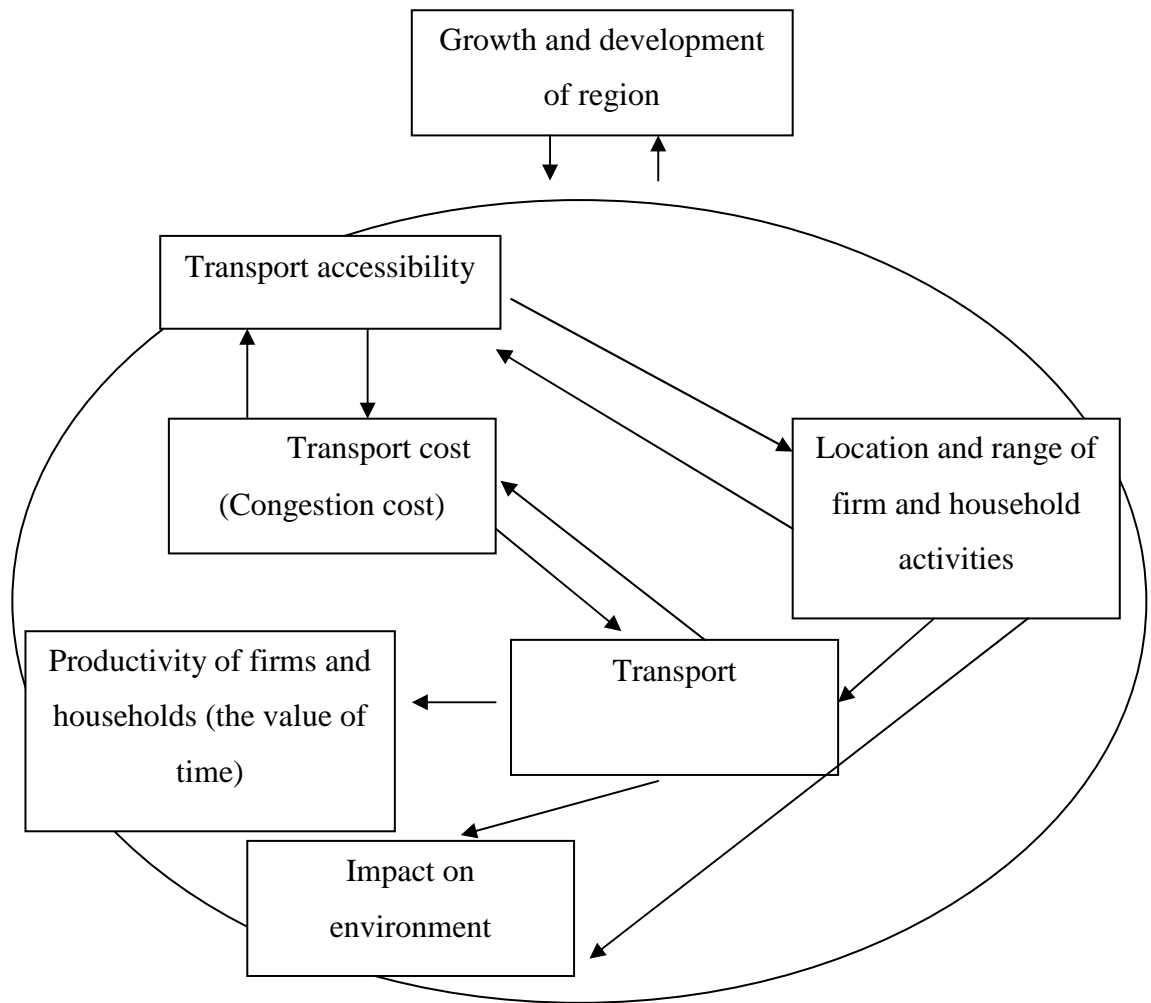 Growth and development
of region
Transport accessibility
Transport cost
(Congestion cost)
Location and range of
firm and household
activities
Productivity of firms and
households (the value of
time)
Transport
Impact on
environment